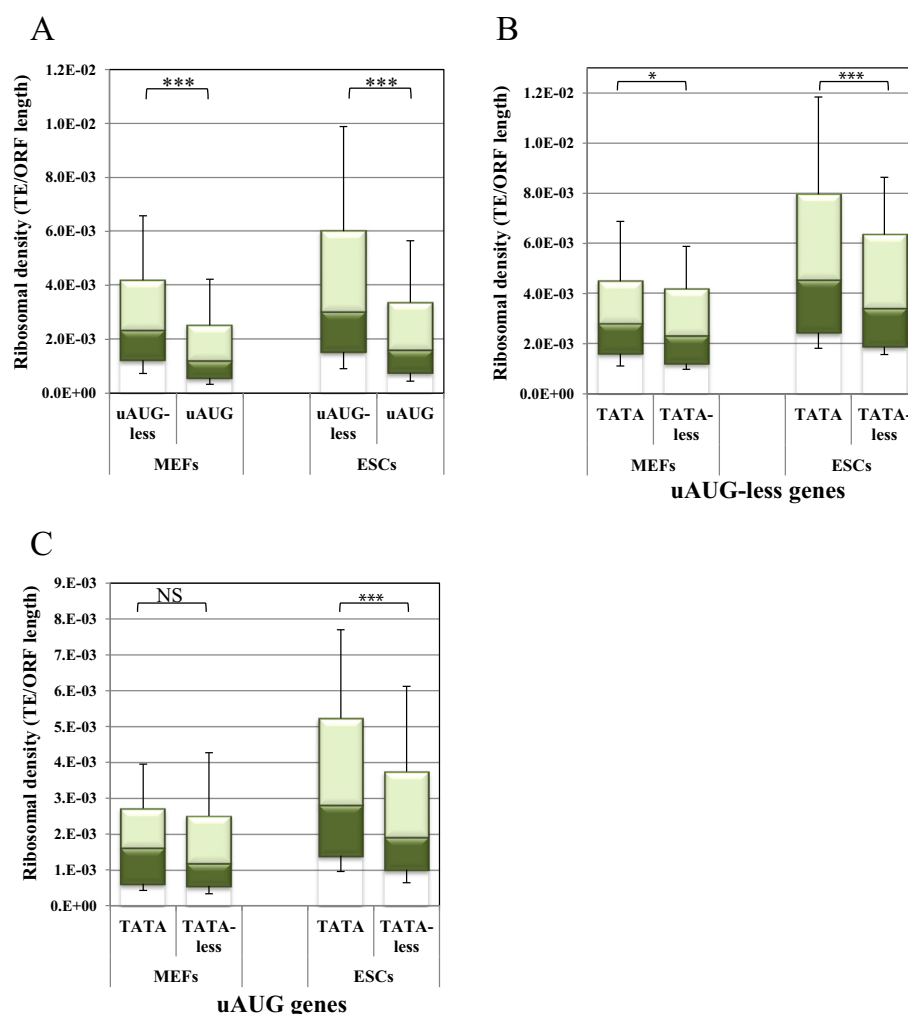 A
Ribosomal density (TE/ORF length)
1.2E-02
1.0E-02
8.0E-03
6.0E-03
4.0E-03
2.0E-03
0.0E+00
***
***
uAUG-
less
uAUG
uAUG-
less
uAUG
MEFs
ESCs
B
Ribosomal density (TE/ORF length)
1.2E-02
1.0E-02
8.0E-03
6.0E-03
4.0E-03
2.0E-03
0.0E+00
*
***
TATA
TATA-
less
TATA
TATA-
less
MEFs
ESCs
uAUG-less genes
C
Ribosomal density (TE/ORF length)
9.E-03
8.E-03
7.E-03
6.E-03
5.E-03
4.E-03
3.E-03
2.E-03
1.E-03
0.E+00
NS
***
TATA
TATA-
less
TATA
TATA-
less
MEFs
ESCs
uAUG genes